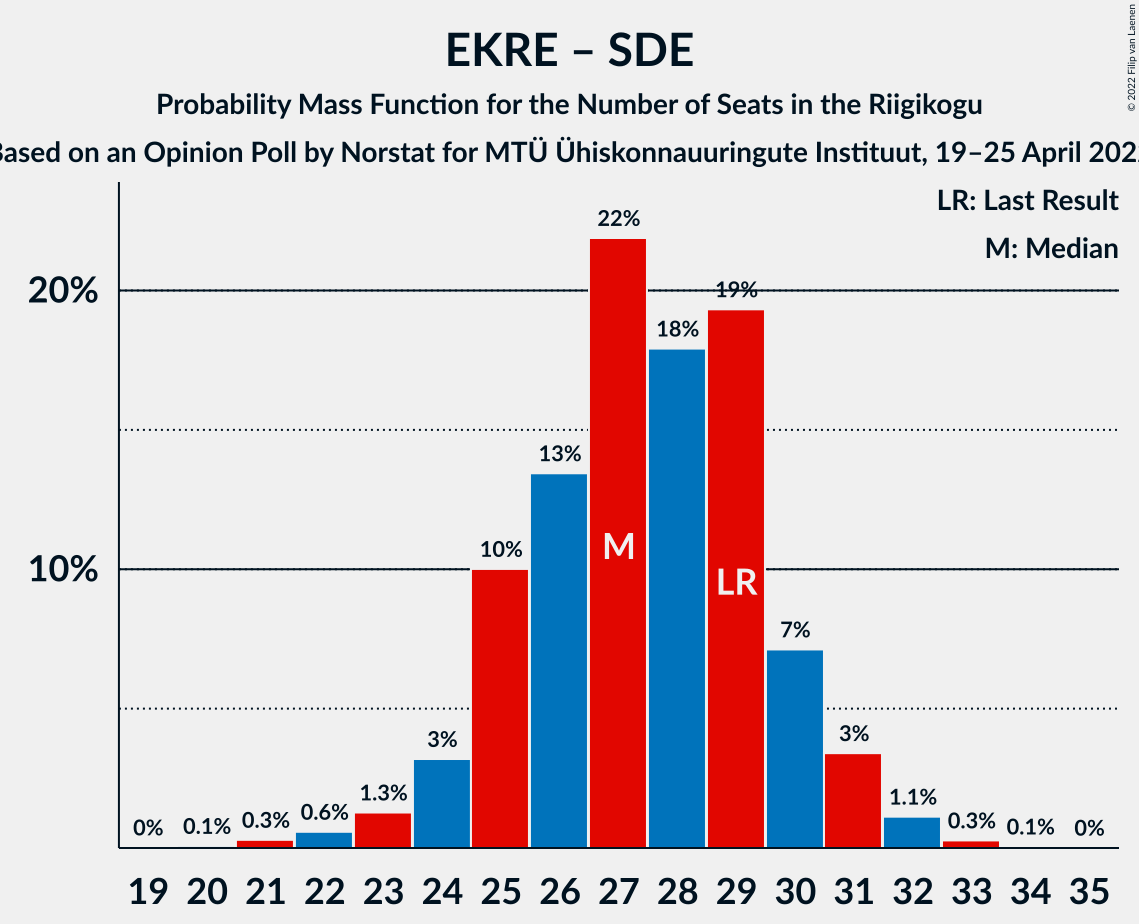 EKRE – SDE
Probability Mass Function for the Number of Seats in the Riigikogu
Based on an Opinion Poll by Norstat for MTÜ Ühiskonnauuringute Instituut, 19–25 April 2022
© 2022 Filip van Laenen
LR: Last Result
M: Median
20%
10%
0% 0.1% 0.3% 0.6% 1.3% 3% 10% 13% 22% 18% 19% 7% 3% 1.1% 0.3% 0.1% 0%
M
LR
19 20 21 22 23 24 25 26 27 28 29 30 31 32 33 34 35